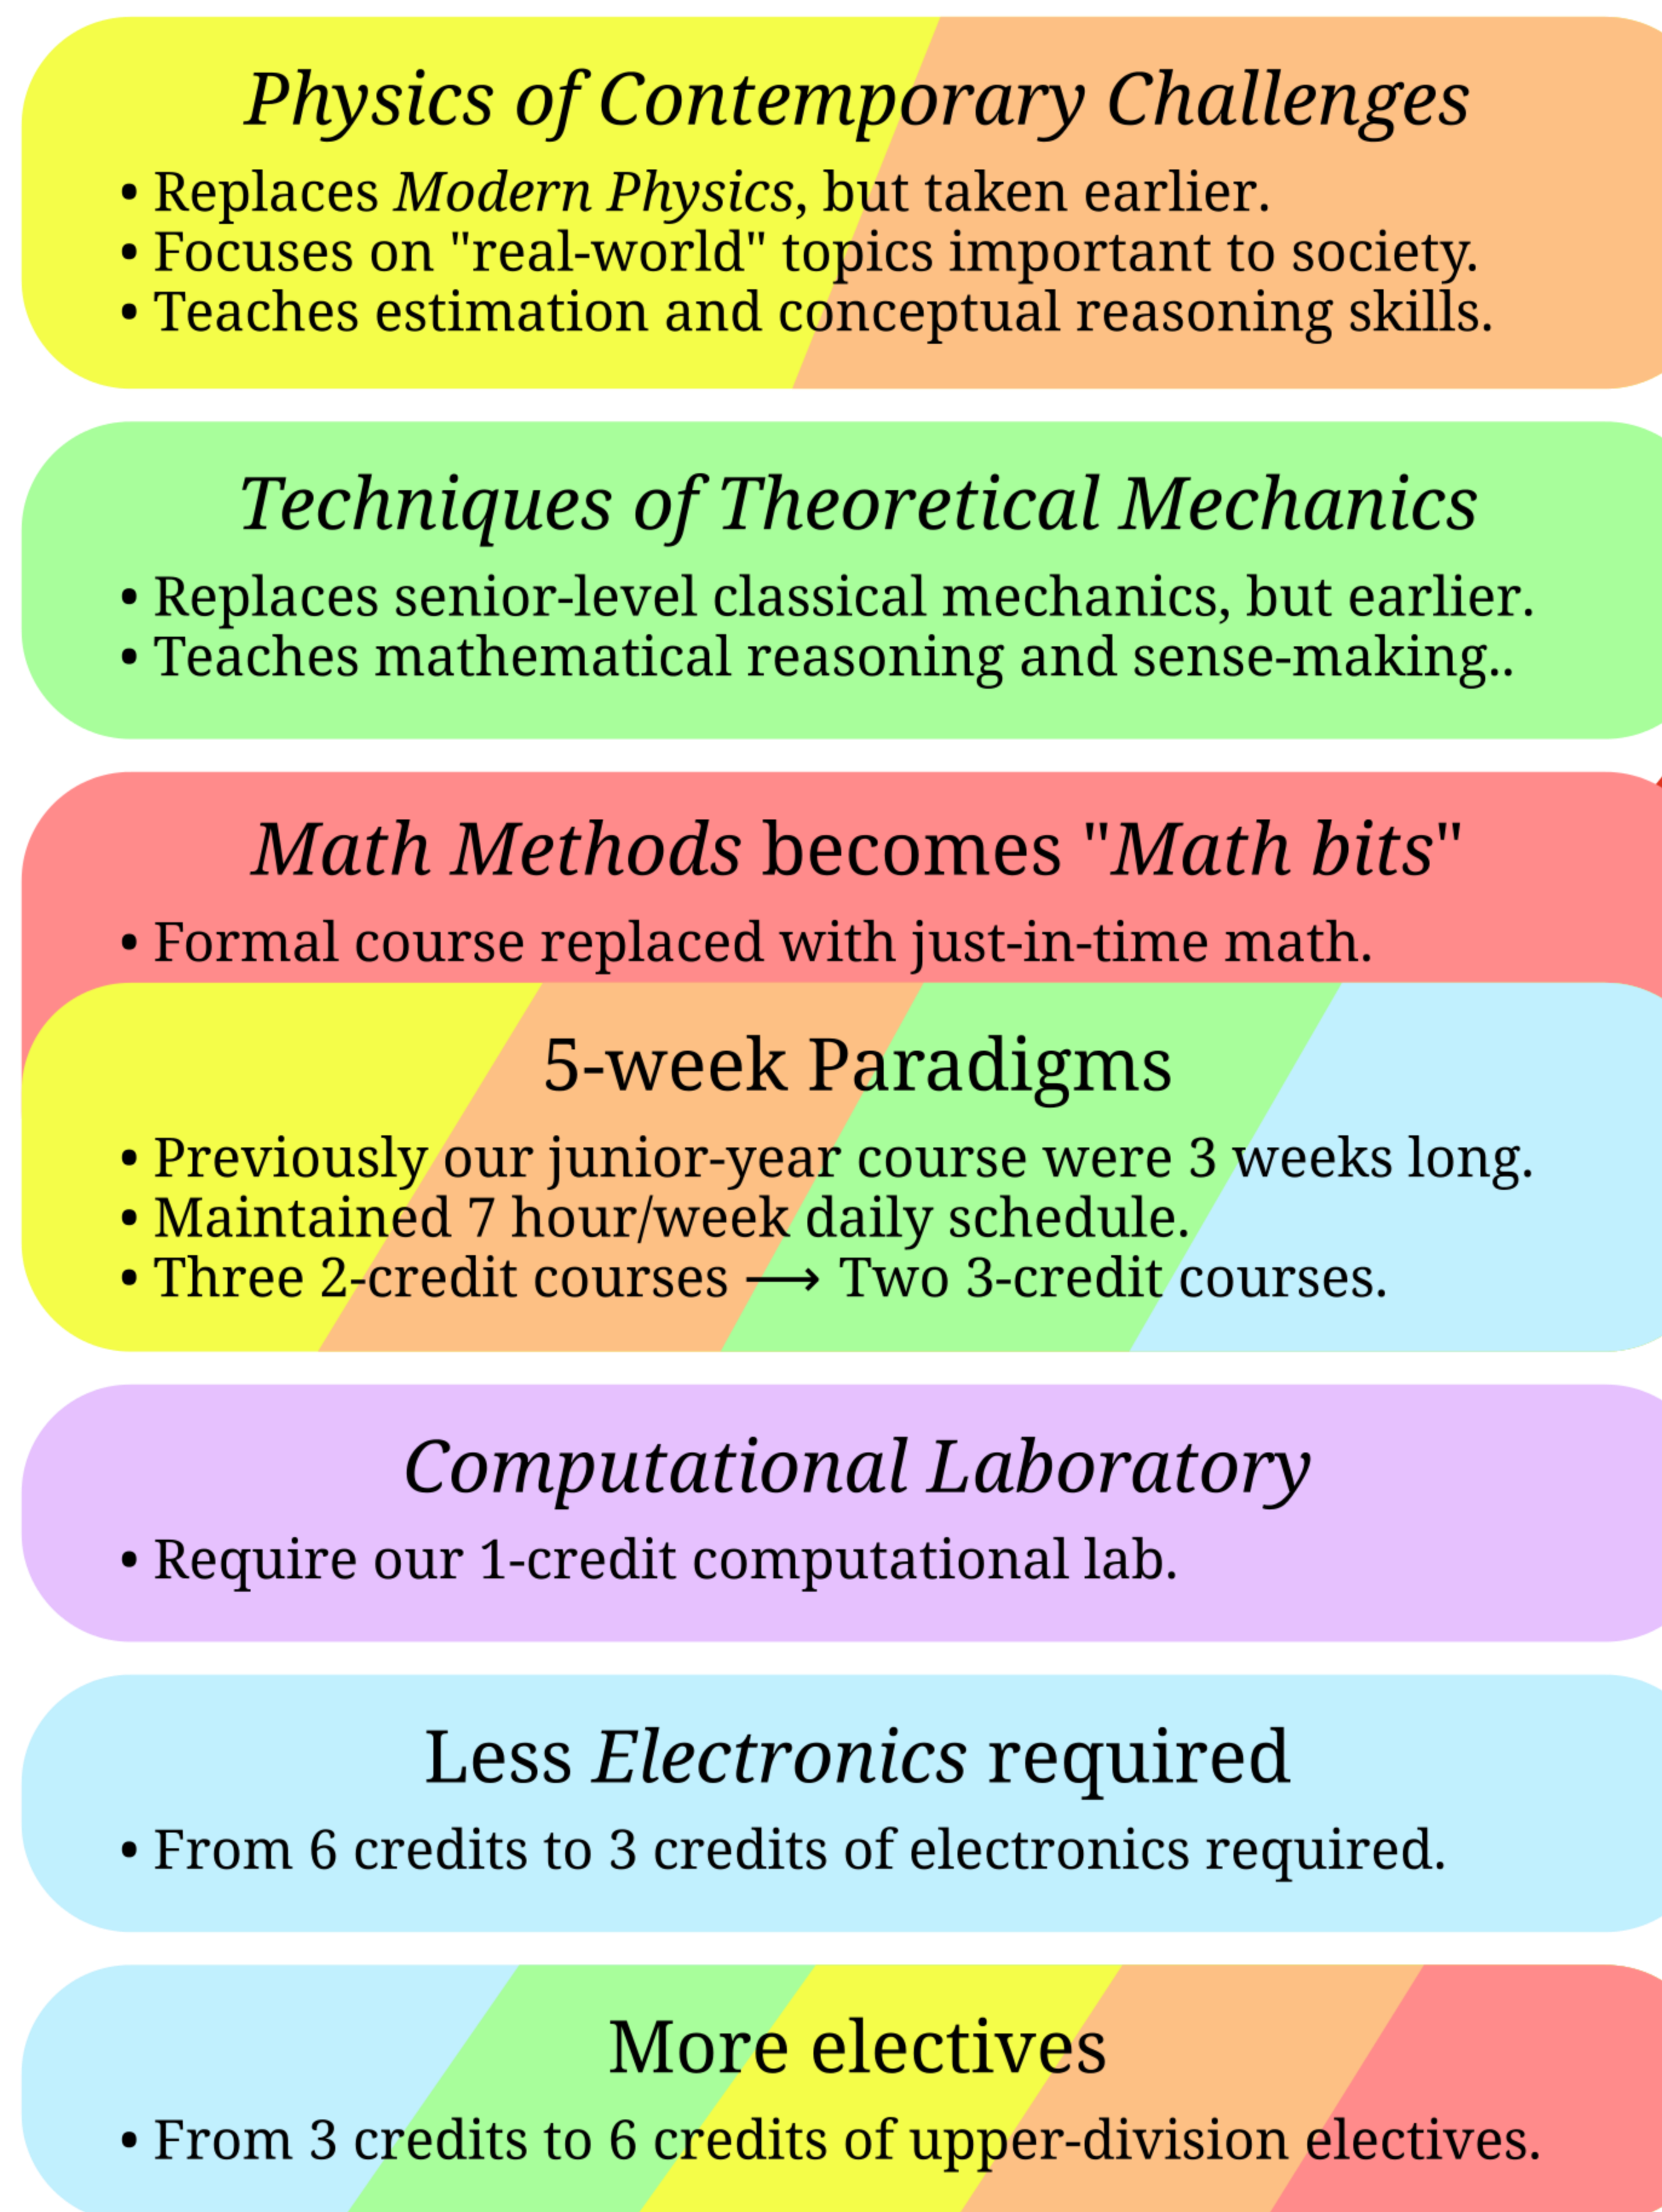 Physics of Contemporary Challenges
• Replaces Modern Physics, but taken earlier.
• Focuses on "real-world" topics important to society.
• Teaches estimation and conceptual reasoning skills.
Techniques of Theoretical Mechanics
• Replaces senior-level classical mechanics, but earlier.
• Teaches mathematical reasoning and sense-making..
Math Methods becomes "Math bits"
• Formal course replaced with just-in-time math.
5-week Paradigms
• Previously our junior-year course were 3 weeks long.
• Maintained 7 hour/week daily schedule.
• Three 2-credit courses ⟶ Two 3-credit courses.
Computational Laboratory
• Require our 1-credit computational lab.
Less Electronics required
• From 6 credits to 3 credits of electronics required.
More electives
• From 3 credits to 6 credits of upper-division electives.